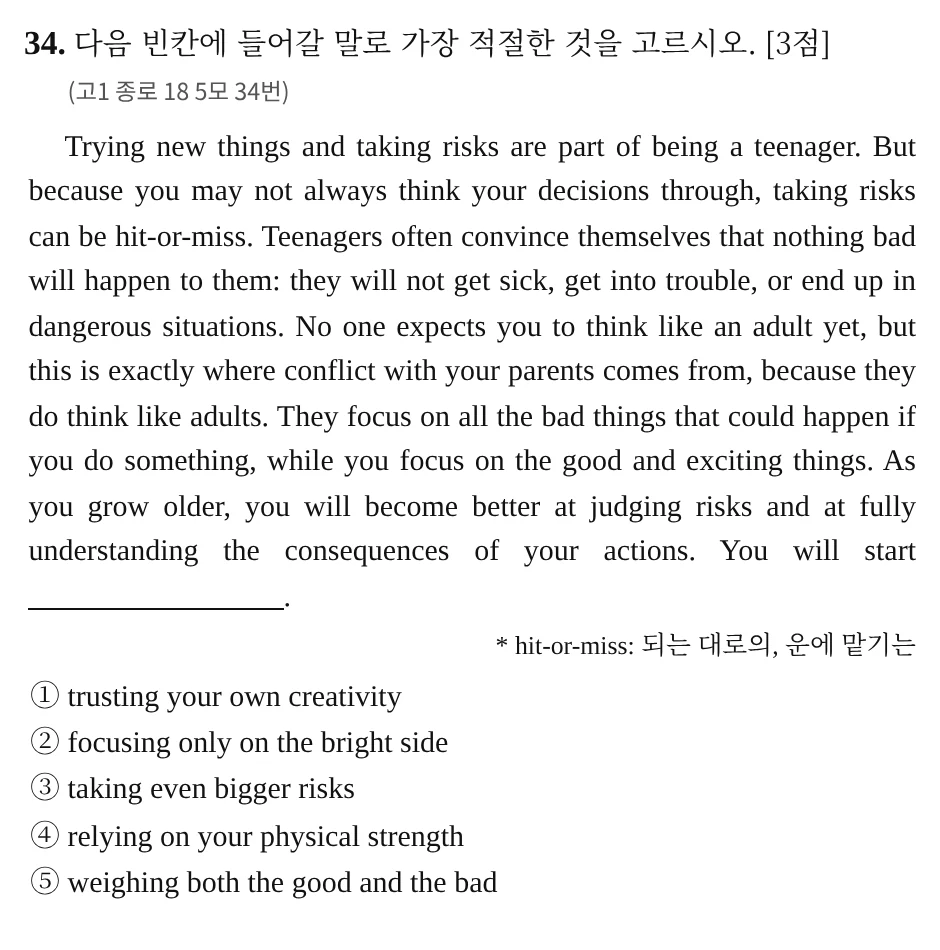 34. 다음 빈칸에 들어갈 말로 가장 적절한 것을 고르시오. [3점]
(고1 종로 18 5모 34번)
Trying new things and taking risks are part of being a teenager. But
because you may not always think your decisions through, taking risks
can be hit-or-miss. Teenagers often convince themselves that nothing bad
will happen to them: they will not get sick, get into trouble, or end up in
dangerous situations. No one expects you to think like an adult yet, but
this is exactly where conflict with your parents comes from, because they
do think like adults. They focus on all the bad things that could happen if
you do something, while you focus on the good and exciting things. As
you grow older, you will become better at judging risks and at fully
understanding the consequences of your actions. You will start
_________________.
* hit-or-miss: 되는 대로의, 운에 맡기는
① trusting your own creativity
② focusing only on the bright side
③ taking even bigger risks
④ relying on your physical strength
⑤ weighing both the good and the bad